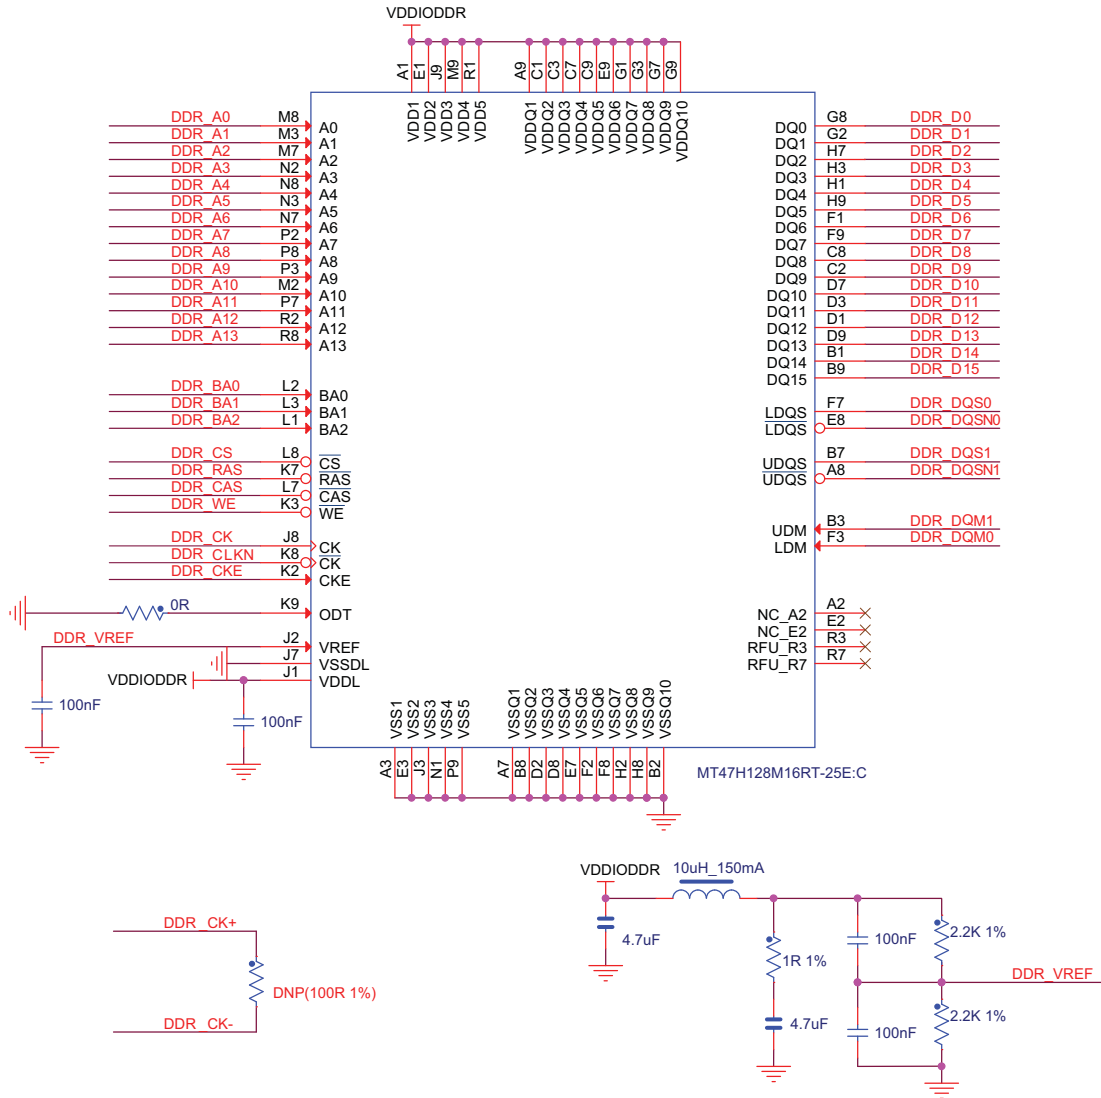 VDDIODDR
A1 E1 J9 M9 R1 A9 C1 C3 C7 C9 E9 G1 G3 G7 G9
VDD1 VDD2 VDD3 VDD4 VDD5 VDDQ1 VDDQ2 VDDQ3 VDDQ4 VDDQ5 VDDQ6 VDDQ7 VDDQ8 VDDQ9 VDDQ10
DDR_A0 M8 A0
DDR_A1 M3 A1
DDR_A2 M7 A2
DDR_A3 N2 A3
DDR_A4 N8 A4
DDR_A5 N3 A5
DDR_A6 N7 A6
DDR_A7 P2 A7
DDR_A8 P8 A8
DDR_A9 P3 A9
DDR_A10 M2 A10
DDR_A11 P7 A11
DDR_A12 R2 A12
DDR_A13 R8 A13
DDR_BA0 L2 BA0
DDR_BA1 L3 BA1
DDR_BA2 L1 BA2
DDR_CS L8 CS
DDR_RAS K7 RAS
DDR_CAS L7 CAS
DDR_WE K3 WE
DDR_CK J8 CK
DDR_CLKN K8 CK
DDR_CKE K2 CKE
0R K9 ODT
DDR_VREF J2 VREF
J7 VSSDL
VDDIODDR J1 VDDL
100nF
100nF
DQ0 G8 DDR_D0
DQ1 G2 DDR_D1
DQ2 H7 DDR_D2
DQ3 H3 DDR_D3
DQ4 H1 DDR_D4
DQ5 H9 DDR_D5
DQ6 F1 DDR_D6
DQ7 F9 DDR_D7
DQ8 C8 DDR_D8
DQ9 C2 DDR_D9
DQ10 D7 DDR_D10
DQ11 D3 DDR_D11
DQ12 D1 DDR_D12
DQ13 D9 DDR_D13
DQ14 B1 DDR_D14
DQ15 B9 DDR_D15
LDQS F7 DDR_DQS0
LDQS E8 DDR_DQSN0
UDQS B7 DDR_DQS1
UDQS A8 DDR_DQSN1
UDM B3 DDR_DQM1
LDM F3 DDR_DQM0
NC_A2 A2
NC_E2 E2
RFU_R3 R3
RFU_R7 R7
VSS1 VSS2 VSS3 VSS4 VSS5 VSSQ1 VSSQ2 VSSQ3 VSSQ4 VSSQ5 VSSQ6 VSSQ7 VSSQ8 VSSQ9 VSSQ10
A3 E3 J3 N1 P9 A7 B8 D2 D8 E7 F2 F8 H2 H8 B2
MT47H128M16RT-25E:C
DDR_CK+
DNP(100R 1%)
DDR_CK-
VDDIODDR
10uH_150mA
4.7uF
1R 1%
4.7uF
100nF
2.2K 1%
DDR_VREF
100nF
2.2K 1%